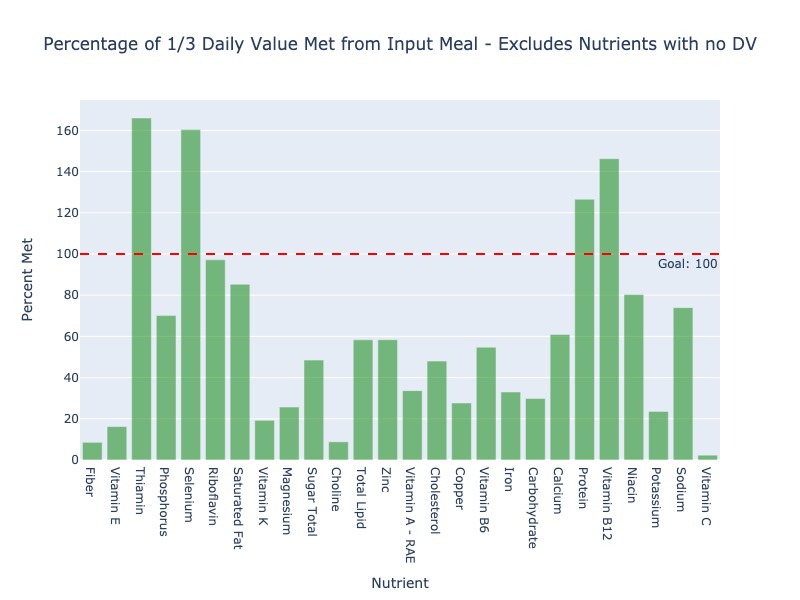 Percentage of 1/3 Daily Value Met from Input Meal - Excludes Nutrients with no DV
160
140
120
100
80
60
40
20
0
Percent Met
Goal: 100
Fiber
Vitamin E
Thiamin
Phosphorus
Selenium
Riboflavin
Saturated Fat
Vitamin K
Magnesium
Sugar Total
Choline
Total Lipid
Zinc
Vitamin A - RAE
Cholesterol
Copper
Vitamin B6
Iron
Carbohydrate
Calcium
Protein
Vitamin B12
Niacin
Potassium
Sodium
Vitamin C
Nutrient